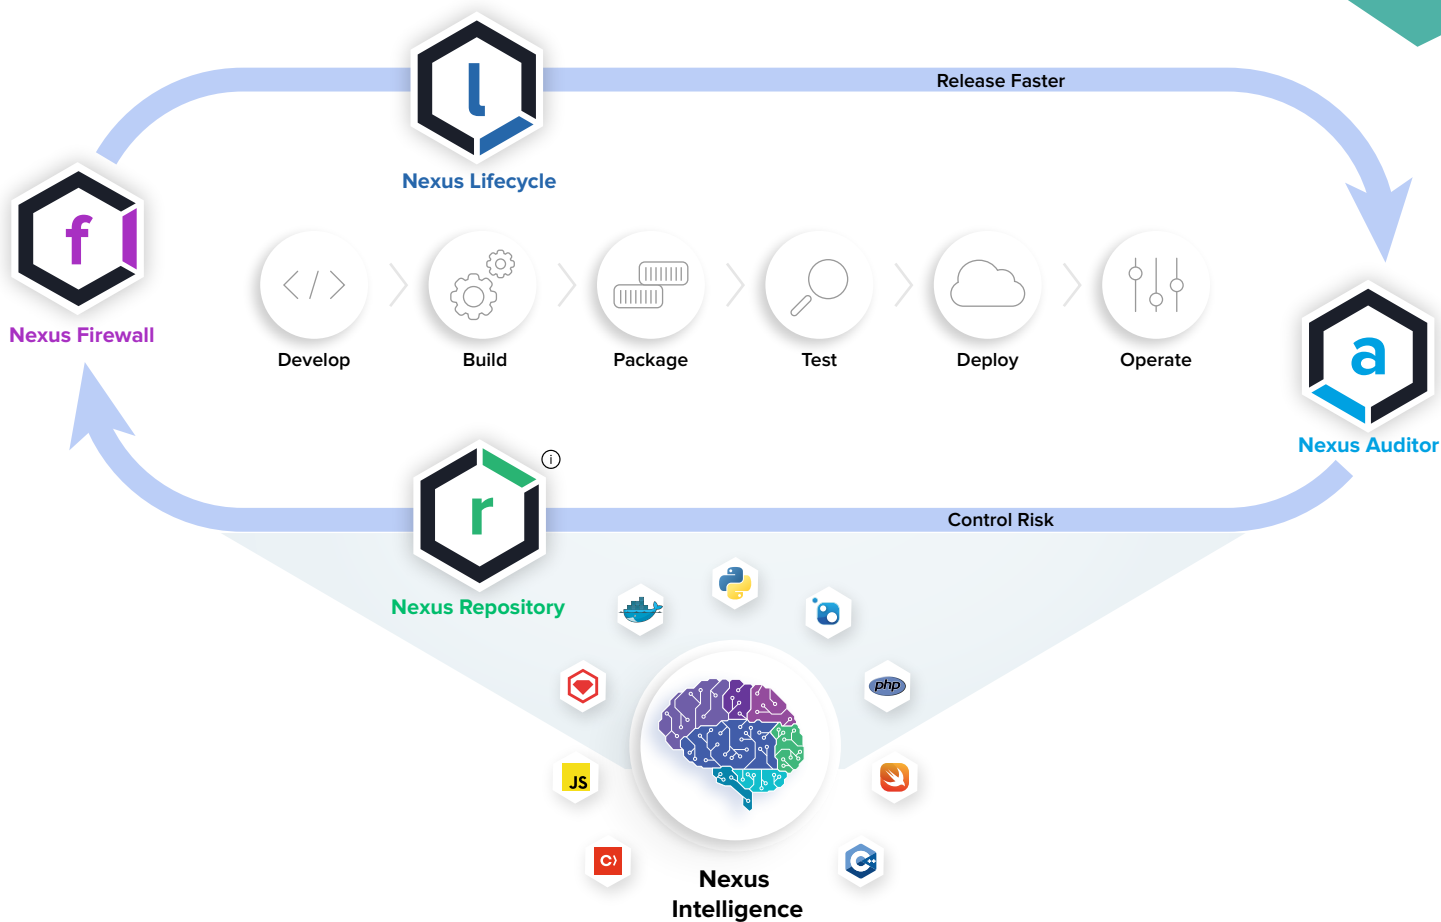 l
Release Faster
Nexus Lifecycle
f
Nexus Firewall
</>
Develop
Build
Package
Test
Deploy
Operate
a
Nexus Auditor
i
r
Control Risk
Nexus Repository
php
JS
C
C++
Nexus
Intelligence